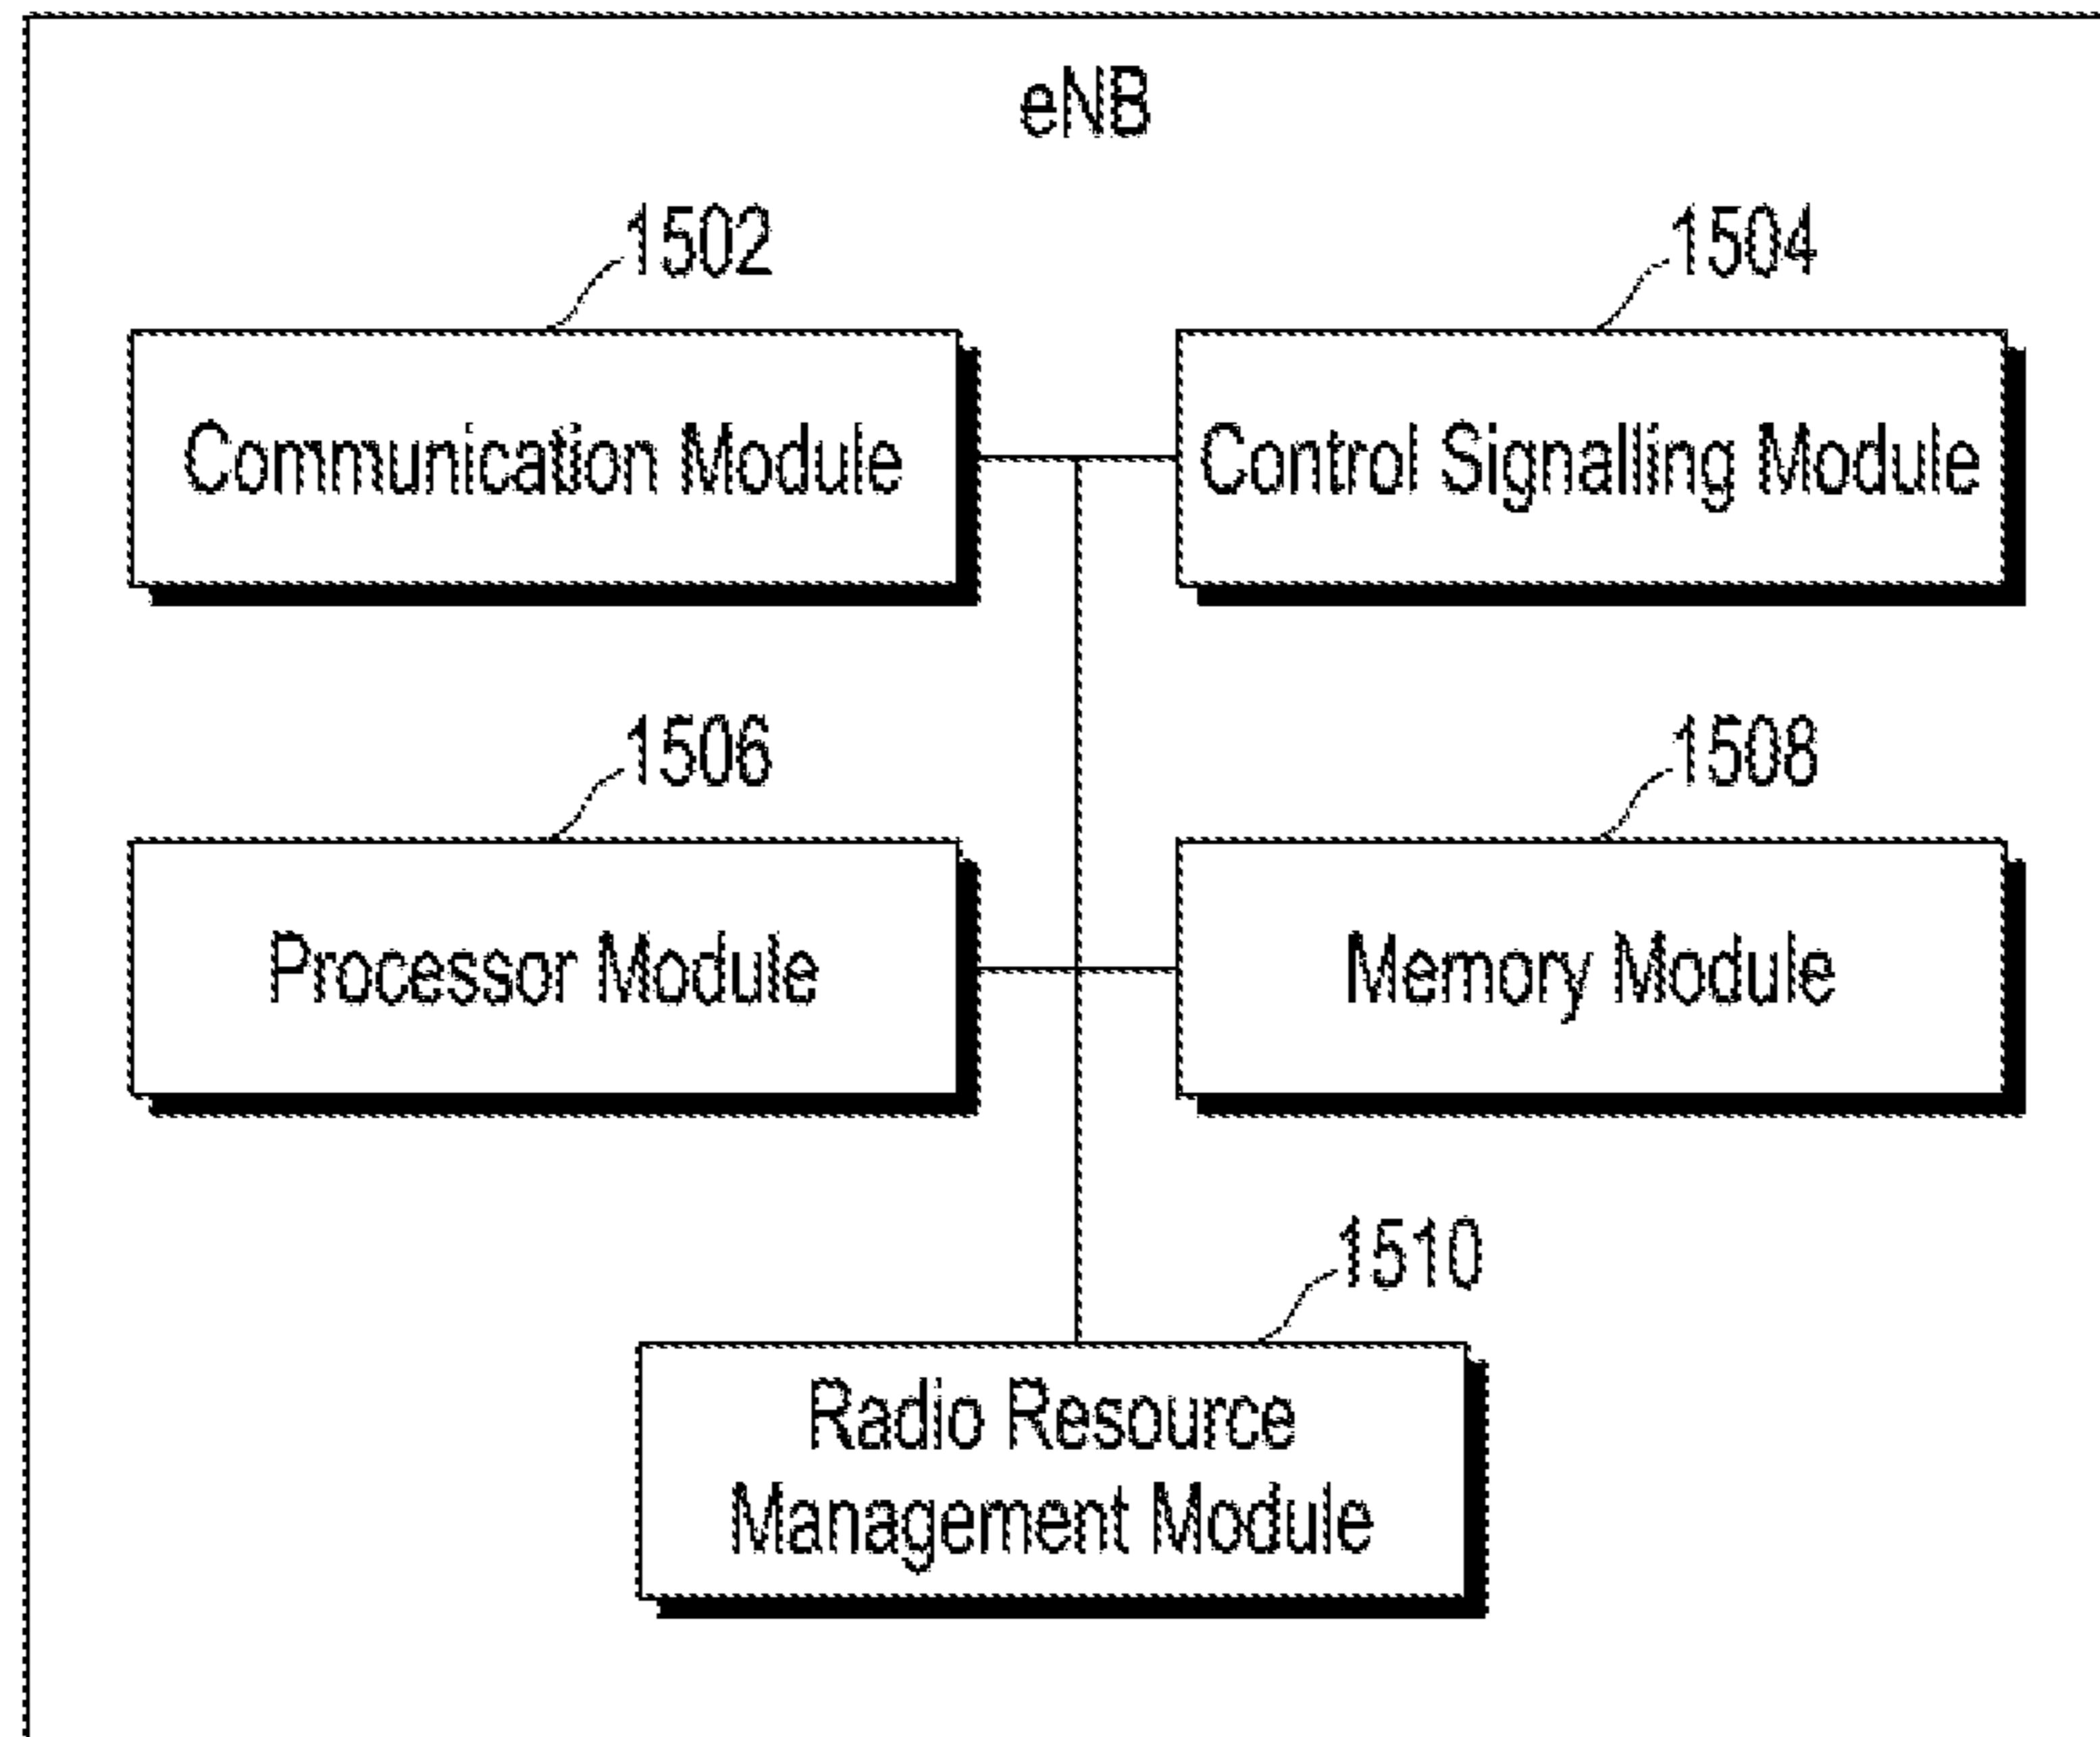 eNB
1502
1504
Communication Module
Control Signalling Module
1506
1508
Processor Module
Memory Module
1510
Radio Resource
Management Module